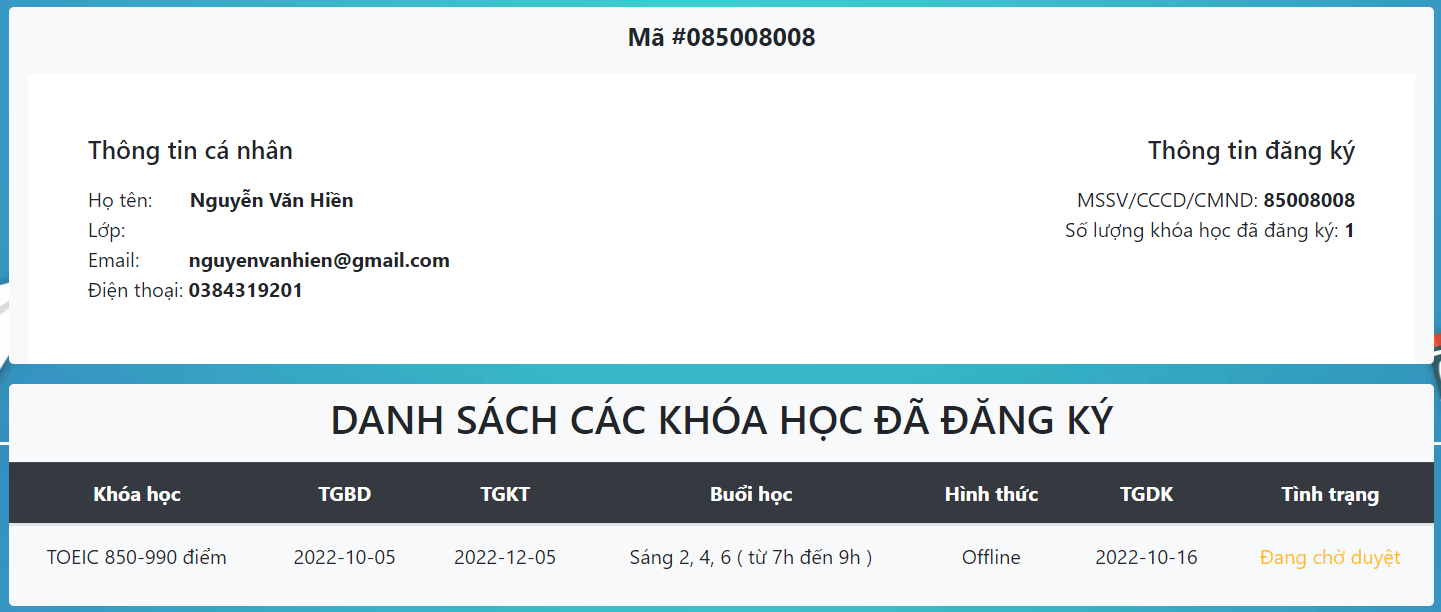 Mã #085008008
Thông tin cá nhân
Họ tên: Nguyễn Văn Hiền
Lớp:
Email: nguyenvanhien@gmail.com
Điện thoại: 0384319201
Thông tin đăng ký
MSSV/CCCD/CMND: 85008008
Số lượng khóa học đã đăng ký: 1
DANH SÁCH CÁC KHÓA HỌC ĐÃ ĐĂNG KÝ
Khóa học TGBD TGKT Buổi học Hình thức TGDK Tình trạng
TOEIC 850-990 điểm 2022-10-05 2022-12-05 Sáng 2, 4, 6 ( từ 7h đến 9h ) Offline 2022-10-16 Đang chờ duyệt